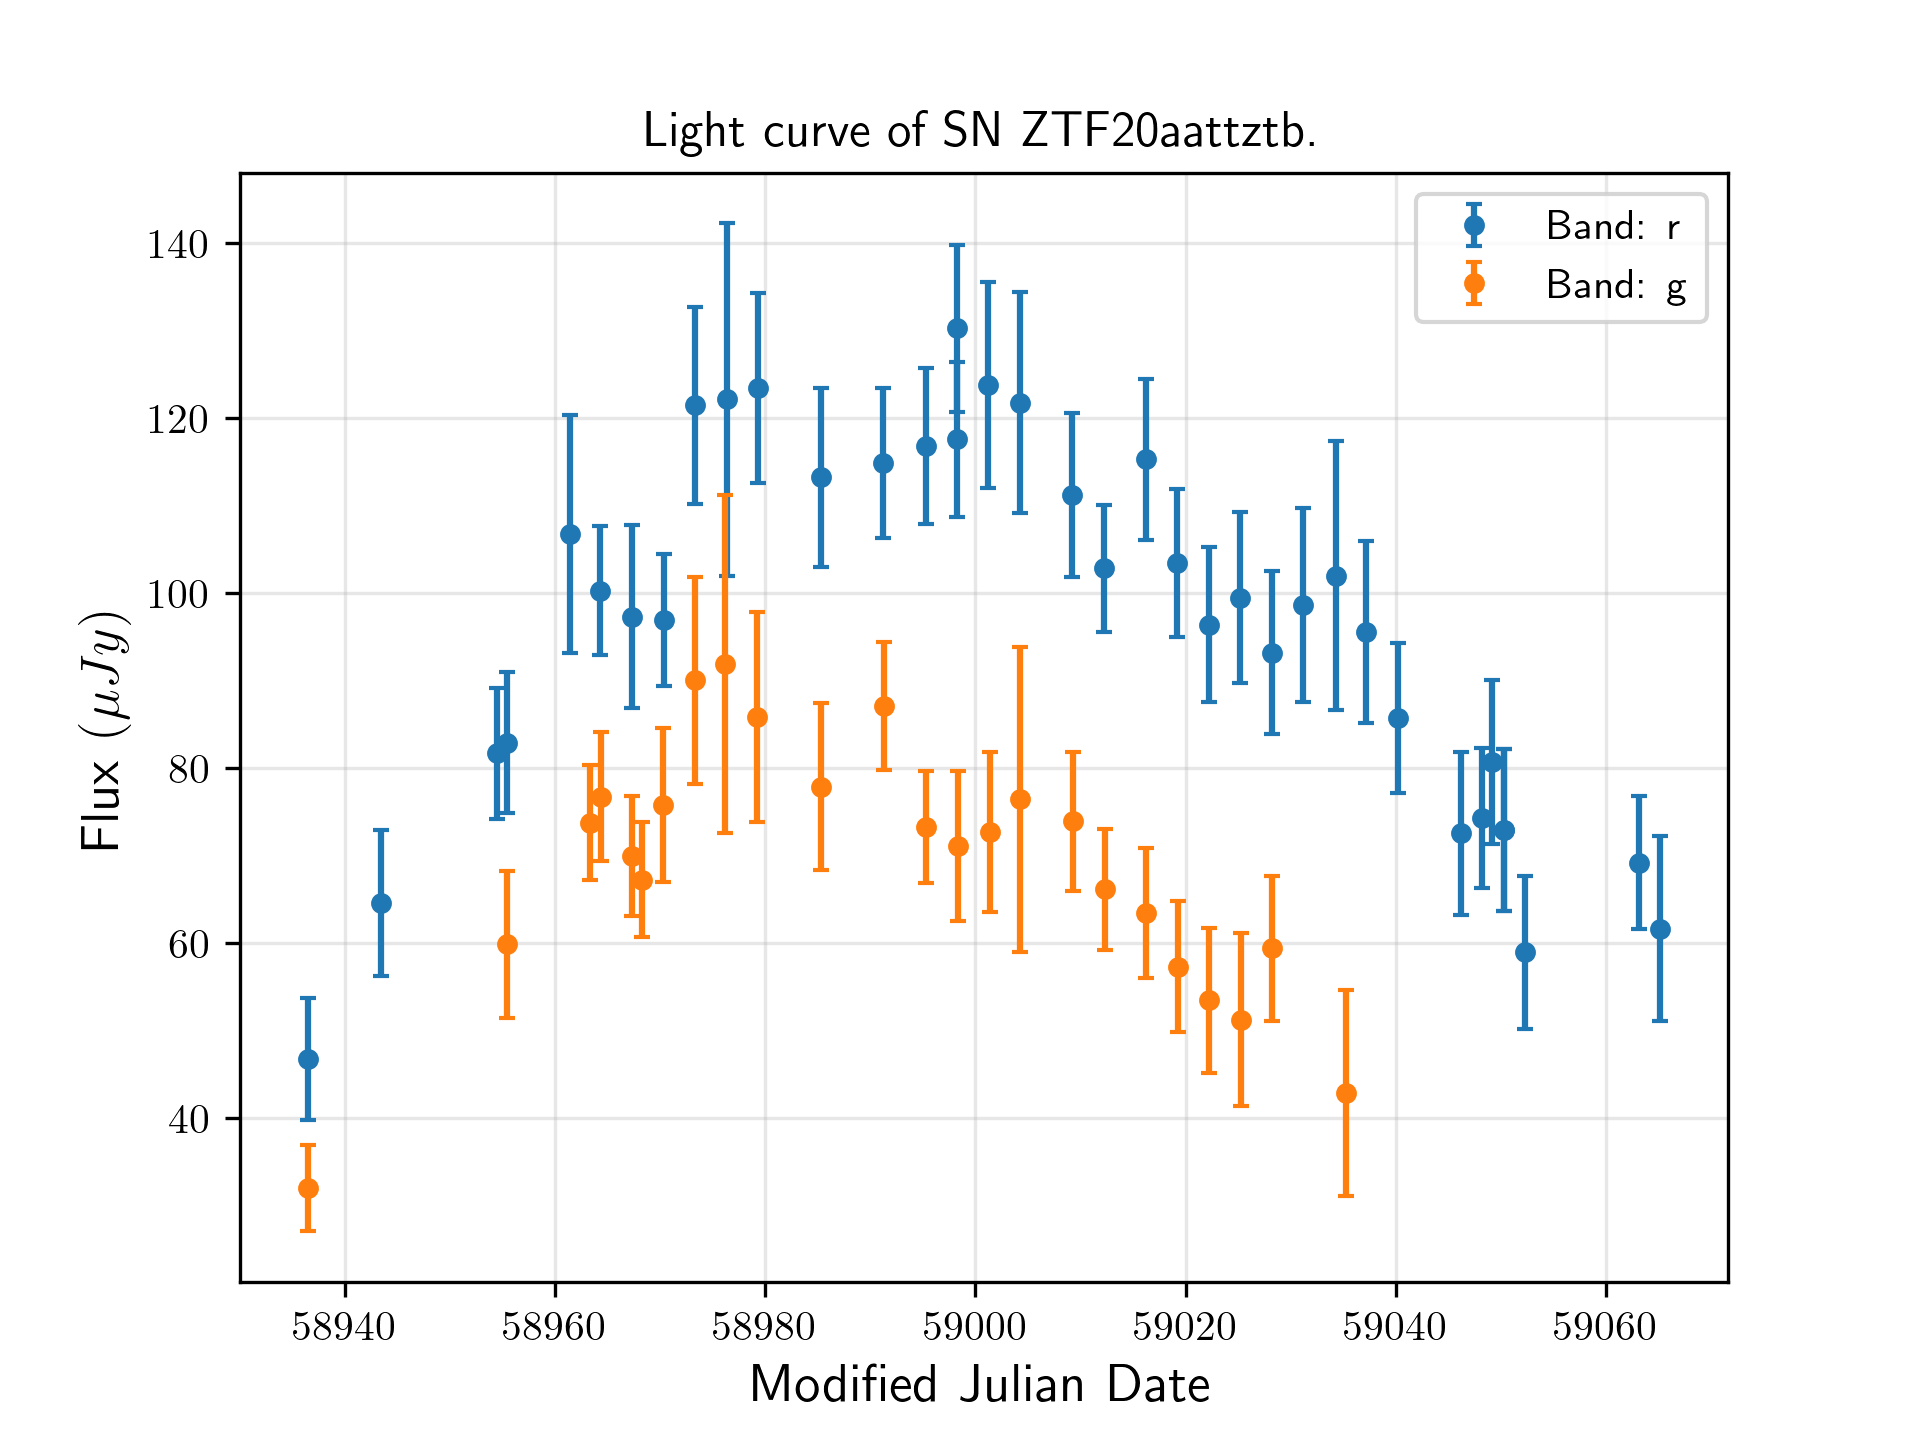 Light curve of SN ZTF20aattztb.
Band: r
Band: g
140
120
100
80
60
40
Flux (μJy)
58940 58960 58980 59000 59020 59040 59060
Modified Julian Date